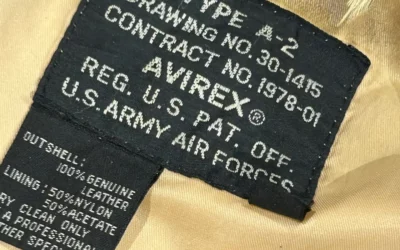 TYPE A-2
DRAWING NO. 30-1415
CONTRACT NO. 1978-01
AVIREX®
REG. U.S. PAT. OFF.
U.S. ARMY AIR FORCES
OUTSHELL:
100% GENUINE
LEATHER
LINING: 50% NYLON
50% ACETATE
DRY CLEAN ONLY
A PROFESSIONAL